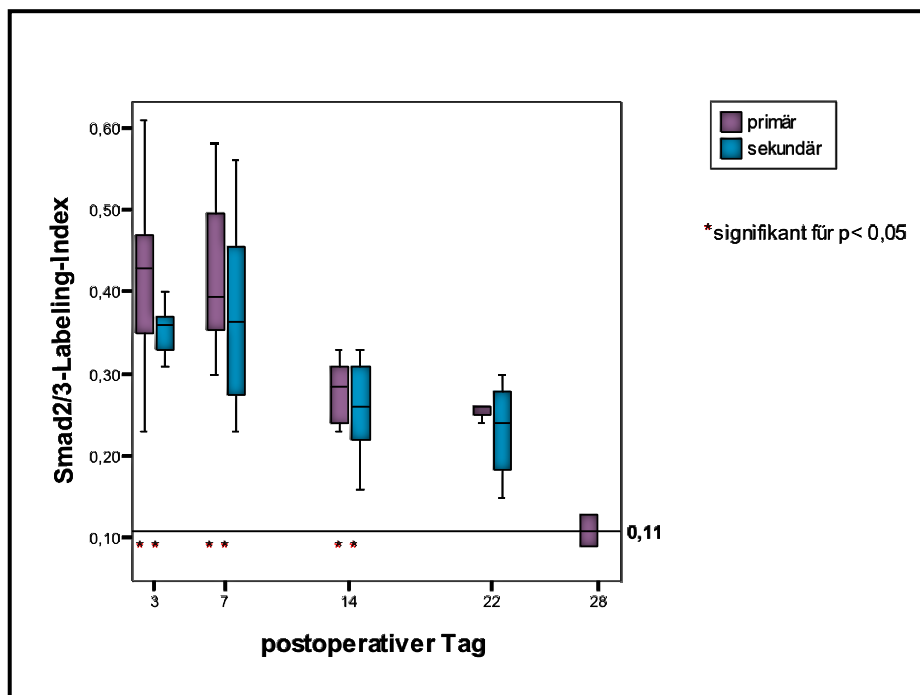 primär
sekundär
*signifikant für p< 0,05
Smad2/3-Labeling-Index
0,60
0,50
0,40
0,30
0,20
0,10
0,11
* * * * * *
3 7 14 22 28
postoperativer Tag